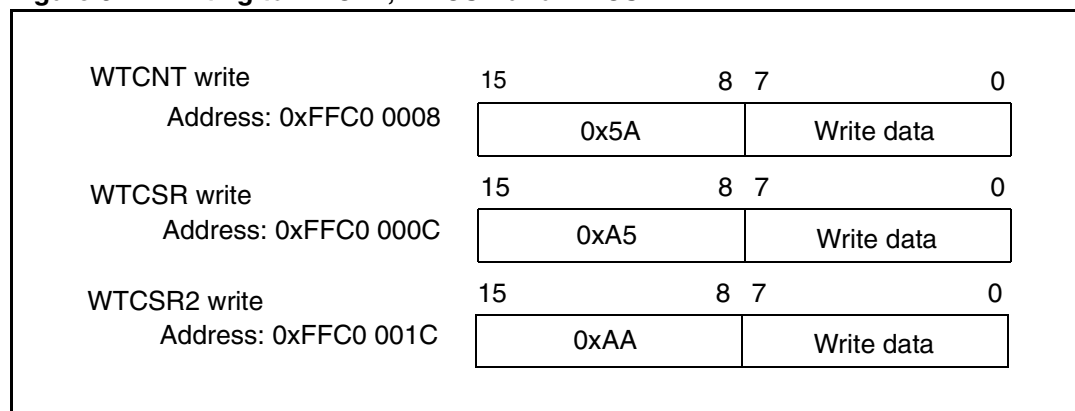 WTCNT write
15 8 7 0
Address: 0xFFC0 0008
0x5A Write data
WTCSR write
15 8 7 0
Address: 0xFFC0 000C
0xA5 Write data
WTCSR2 write
15 8 7 0
Address: 0xFFC0 001C
0xAA Write data